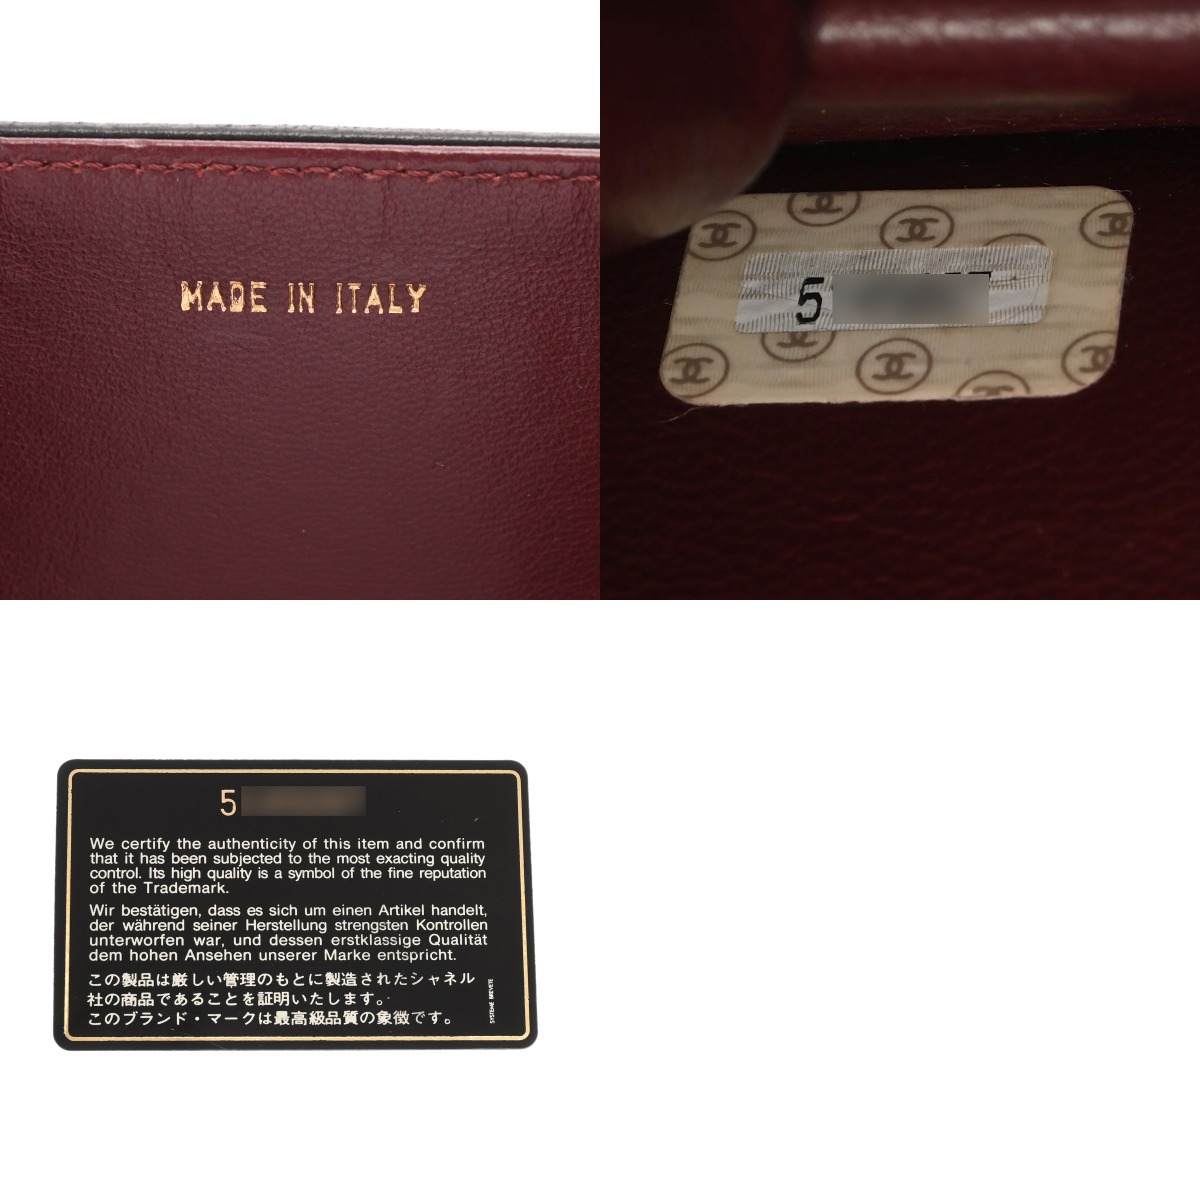 MADE IN ITALY
5
5
We certify the authenticity of this item and confirm
that it has been subjected to the most exacting quality
control. Its high quality is a symbol of the fine reputation
of the Trademark.
Wir bestätigen, dass es sich um einen Artikel handelt,
der während seiner Herstellung strengsten Kontrollen
unterworfen war, und dessen erstklassige Qualität
dem hohen Ansehen unserer Marke entspricht.
この製品は厳しい管理のもとに製造されたシャネル
社の商品であることを証明いたします。
このブランド・マークは最高級品質の象徴です。
SYSTEME BREVETE